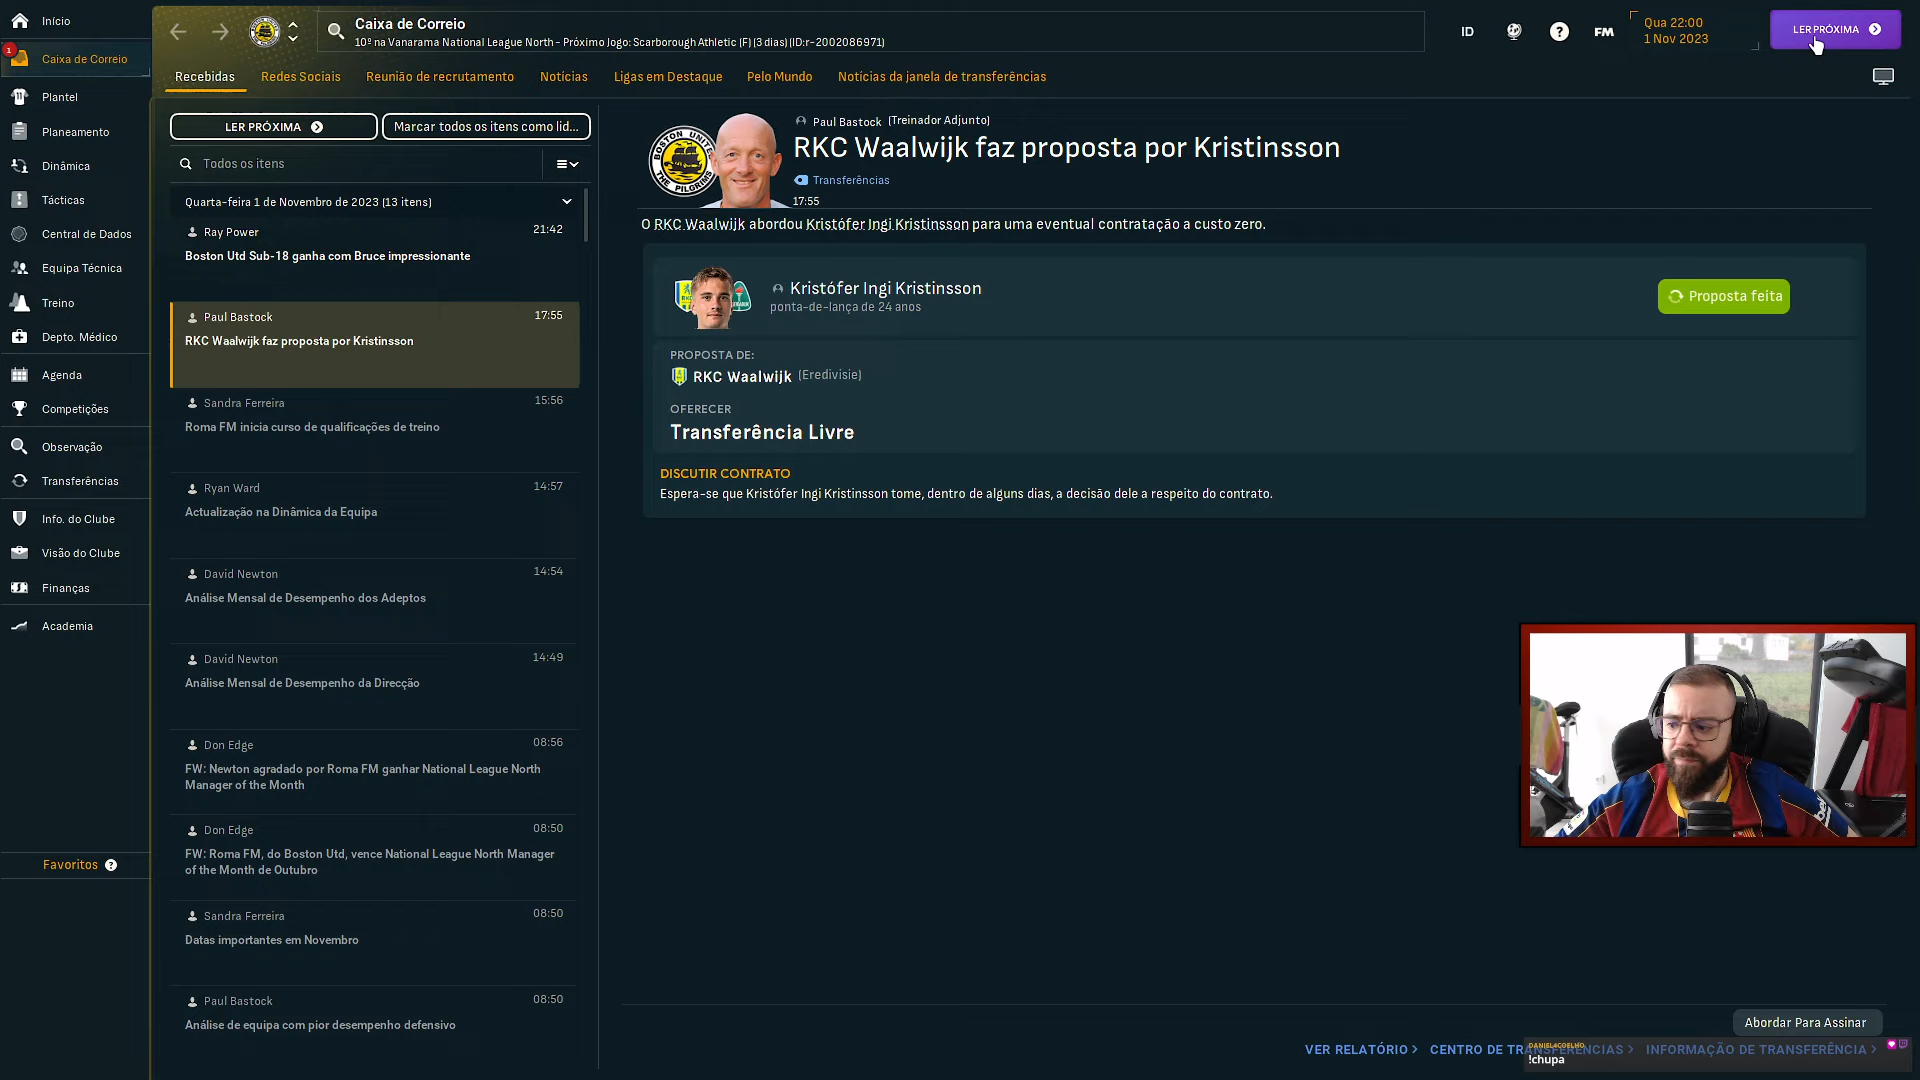 Início
Caixa de Correio
1
Plantel
Planeamento
Dinâmica
Tácticas
Central de Dados
Equipa Técnica
Treino
Depto. Médico
Agenda
Competições
Observação
Transferências
Info. do Clube
Visão do Clube
Finanças
Academia
Favoritos ?
Caixa de Correio
10º na Vanarama National League North - Próximo Jogo: Scarborough Athletic (F) (3 dias) (ID:r-2002086971)
ID
?
FM
Qua 22:00
1 Nov 2023
LER PRÓXIMA
Recebidas
Redes Sociais
Reunião de recrutamento
Notícias
Ligas em Destaque
Pelo Mundo
Notícias da janela de transferências
LER PRÓXIMA
Marcar todos os itens como lid...
Todos os itens
Quarta-feira 1 de Novembro de 2023 (13 itens)
Ray Power 21:42
Boston Utd Sub-18 ganha com Bruce impressionante
Paul Bastock 17:55
RKC Waalwijk faz proposta por Kristinsson
Sandra Ferreira 15:56
Roma FM inicia curso de qualificações de treino
Ryan Ward 14:57
Actualização na Dinâmica da Equipa
David Newton 14:54
Análise Mensal de Desempenho dos Adeptos
David Newton 14:49
Análise Mensal de Desempenho da Direcção
Don Edge 08:56
FW: Newton agradado por Roma FM ganhar National League North
Manager of the Month
Don Edge 08:50
FW: Roma FM, do Boston Utd, vence National League North Manager
of the Month de Outubro
Sandra Ferreira 08:50
Datas importantes em Novembro
Paul Bastock 08:50
Análise de equipa com pior desempenho defensivo
BOSTON UNITED
THE PILGRIMS
Paul Bastock (Treinador Adjunto)
RKC Waalwijk faz proposta por Kristinsson
Transferências
17:55
O RKC Waalwijk abordou Kristófer Ingi Kristinsson para uma eventual contratação a custo zero.
Kristófer Ingi Kristinsson
ponta-de-lança de 24 anos
Proposta feita
PROPOSTA DE:
RKC Waalwijk (Eredivisie)
OFERECER
Transferência Livre
DISCUTIR CONTRATO
Espera-se que Kristófer Ingi Kristinsson tome, dentro de alguns dias, a decisão dele a respeito do contrato.
Abordar Para Assinar
VER RELATÓRIO
CENTRO DE TRANSFERÊNCIAS
INFORMAÇÃO DE TRANSFERÊNCIA
DANIEL4COELHO
!chupa